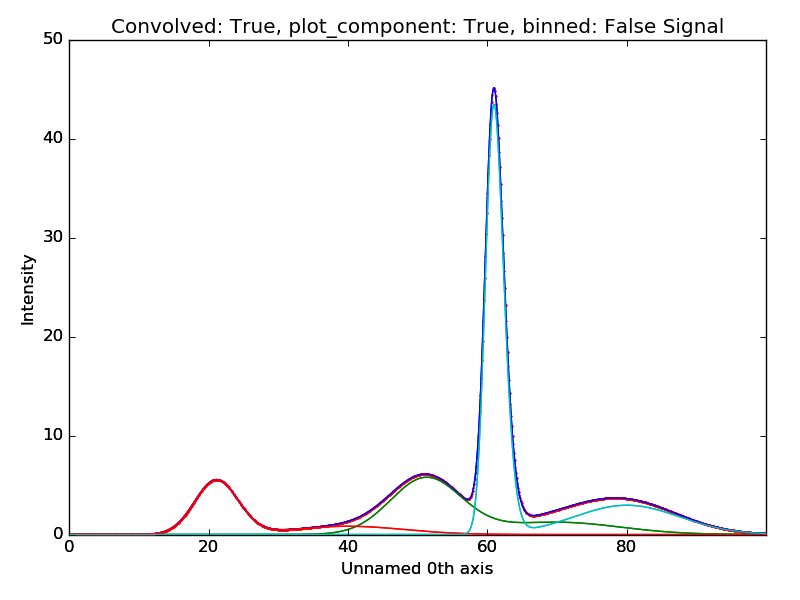 Convolved: True, plot_component: True, binned: False Signal
50
40
30
20
10
0
Intensity
0 20 40 60 80
Unnamed 0th axis